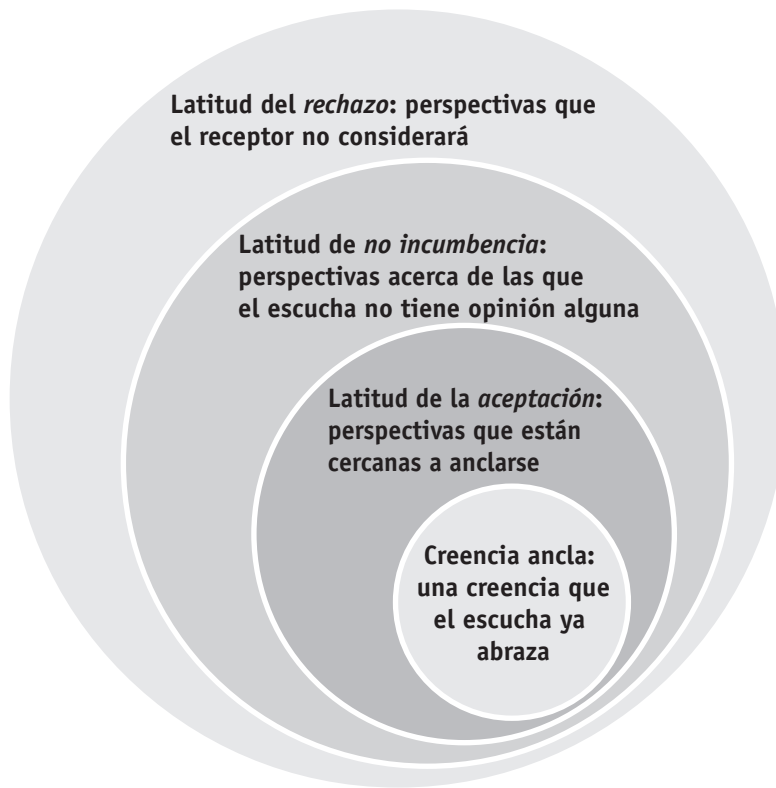 Latitud del rechazo: perspectivas que
el receptor no considerará
Latitud de no incumbencia:
perspectivas acerca de las que
el escucha no tiene opinión alguna
Latitud de la aceptación:
perspectivas que están
cercanas a anclarse
Creencia ancla:
una creencia que
el escucha ya
abraza